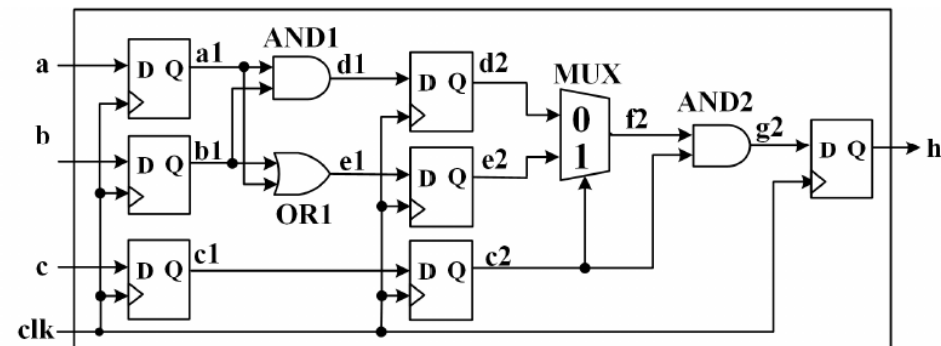 AND1
a
D Q
a1
d1
D Q
d2
MUX
AND2
0
f2
g2
b
D Q
b1
e1
D Q
e2
1
D Q
h
OR1
c
D Q
c1
D Q
c2
clk